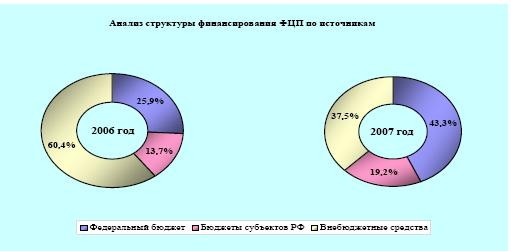 Анализ структуры финансирования ФЦП по источникам
25,9%
13,7%
60,4%
2006 год
37,5%
43,3%
19,2%
2007 год
Федеральный бюджет Бюджеты субъектов РФ Внебюджетные средства